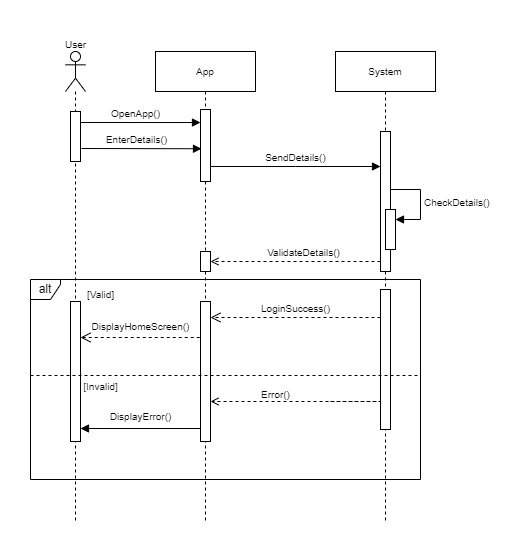 User
App
System
OpenApp()
EnterDetails()
SendDetails()
CheckDetails()
ValidateDetails()
alt
[Valid]
LoginSuccess()
DisplayHomeScreen()
[Invalid]
Error()
DisplayError()